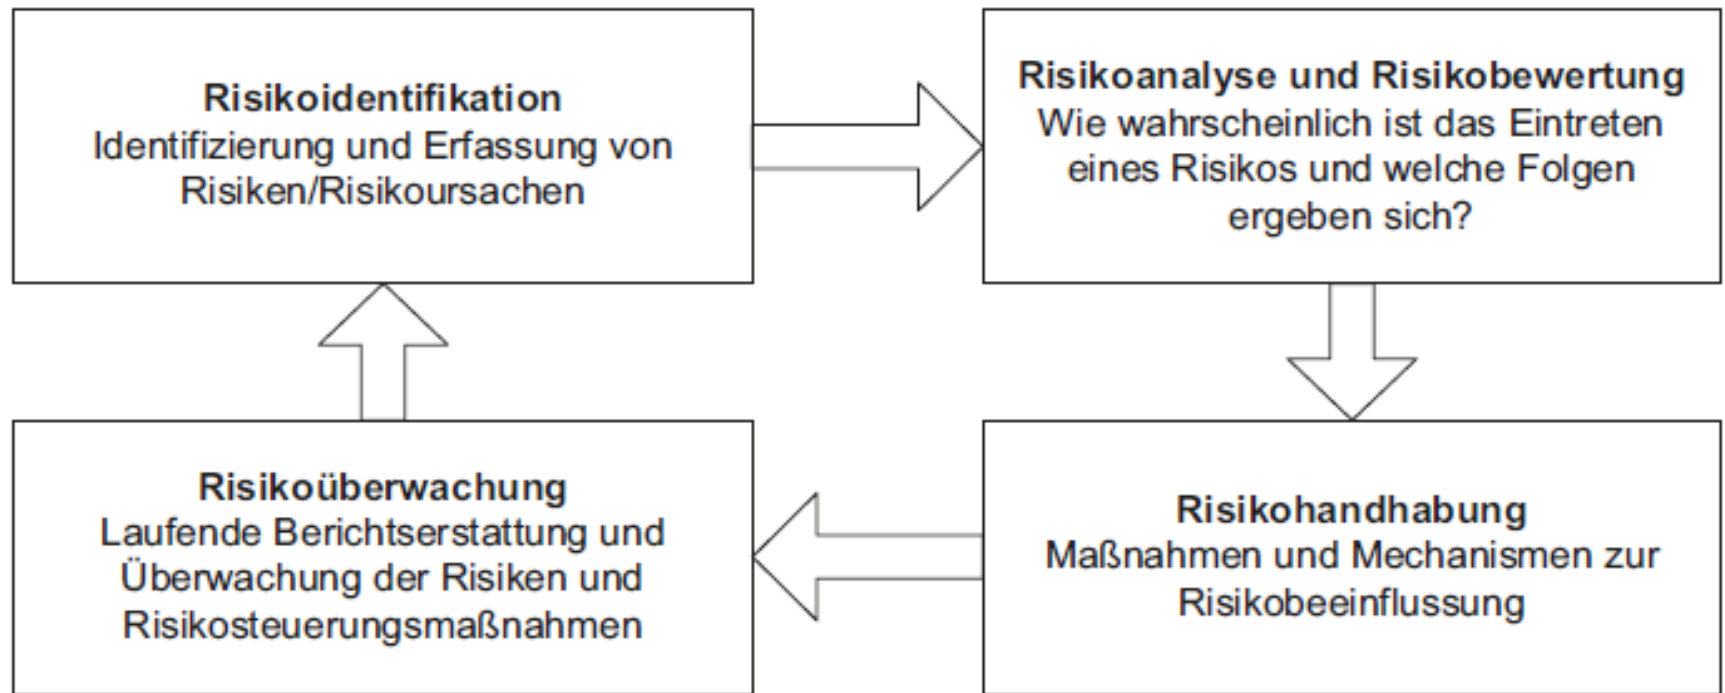 Risikoidentifikation
Identifizierung und Erfassung von
Risiken/Risikoursachen
Risikoanalyse und Risikobewertung
Wie wahrscheinlich ist das Eintreten
eines Risikos und welche Folgen
ergeben sich?
Risikoüberwachung
Laufende Berichtserstattung und
Überwachung der Risiken und
Risikosteuerungsmaßnahmen
Risikohandhabung
Maßnahmen und Mechanismen zur
Risikobeeinflussung